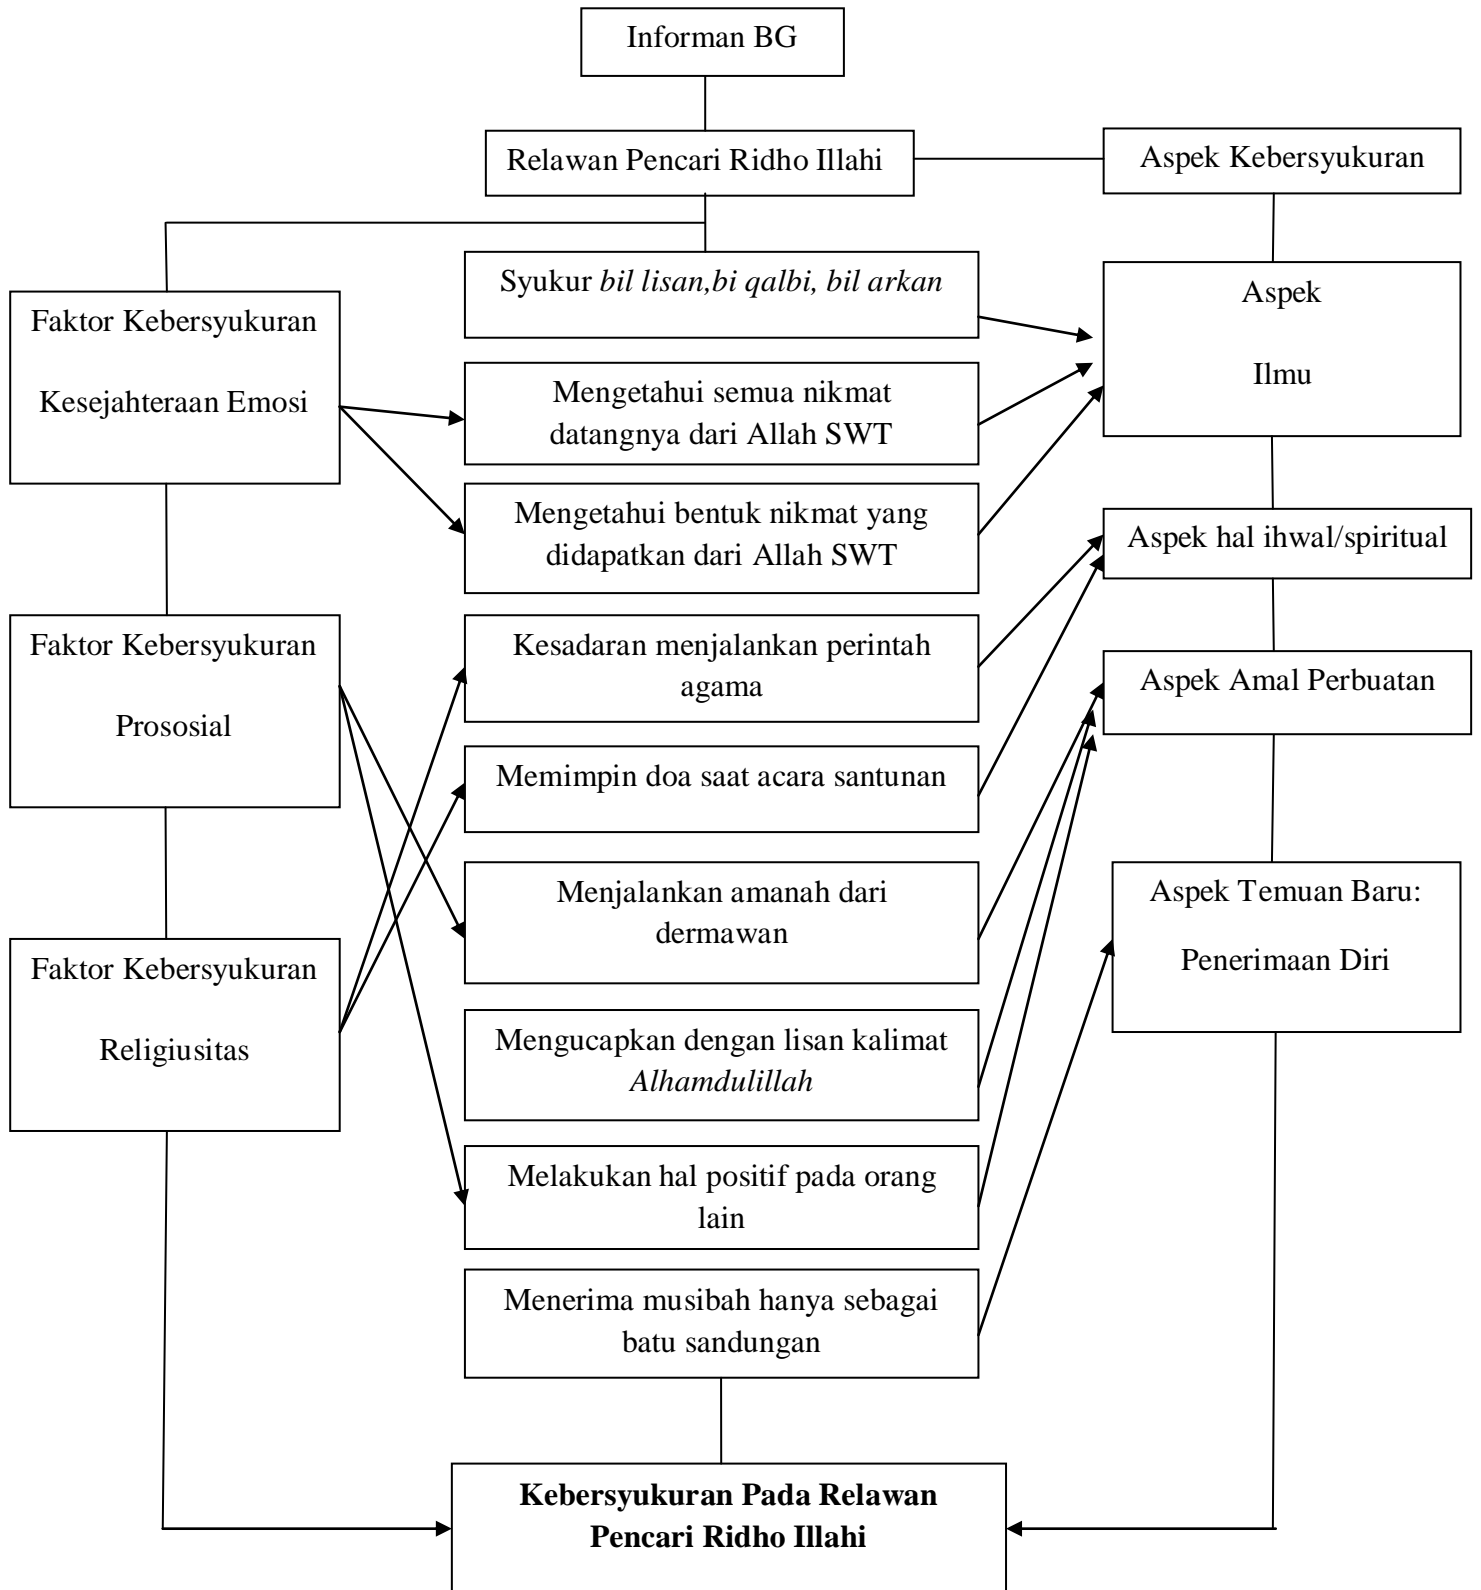 Informan BG
Relawan Pencari Ridho Illahi
Aspek Kebersyukuran
Syukur bil lisan,bi qalbi, bil arkan
Faktor Kebersyukuran
Kesejahteraan Emosi
Aspek
Ilmu
Mengetahui semua nikmat
datangnya dari Allah SWT
Mengetahui bentuk nikmat yang
didapatkan dari Allah SWT
Aspek hal ihwal/spiritual
Faktor Kebersyukuran
Prososial
Kesadaran menjalankan perintah
agama
Aspek Amal Perbuatan
Memimpin doa saat acara santunan
Menjalankan amanah dari
dermawan
Aspek Temuan Baru:
Penerimaan Diri
Faktor Kebersyukuran
Religiusitas
Mengucapkan dengan lisan kalimat
Alhamdulillah
Melakukan hal positif pada orang
lain
Menerima musibah hanya sebagai
batu sandungan
Kebersyukuran Pada Relawan
Pencari Ridho Illahi